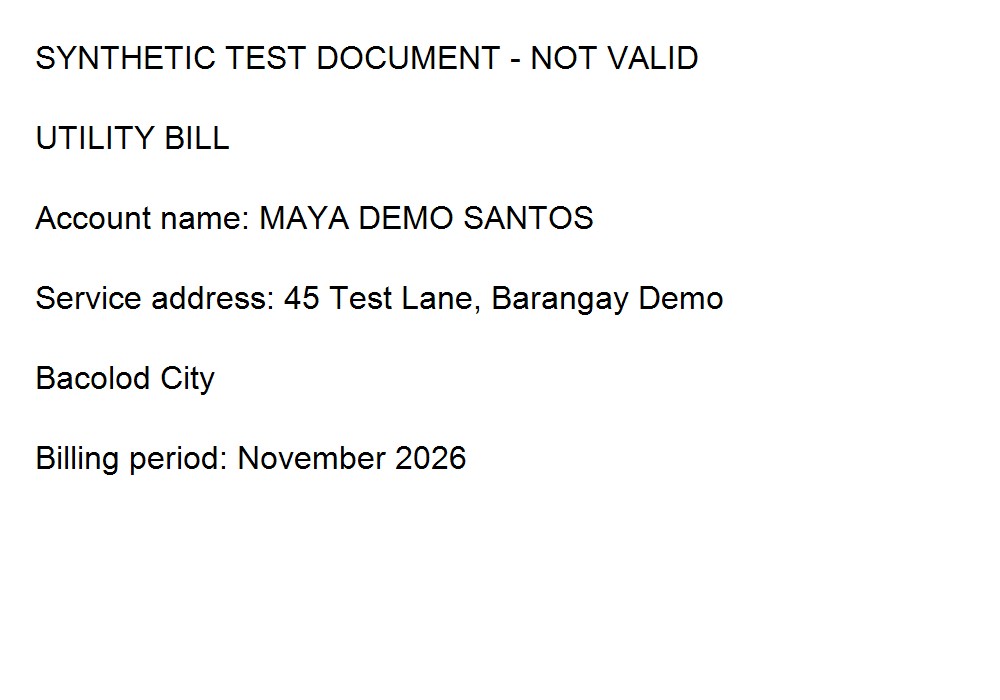 SYNTHETIC TEST DOCUMENT - NOT VALID
UTILITY BILL
Account name: MAYA DEMO SANTOS
Service address: 45 Test Lane, Barangay Demo
Bacolod City
Billing period: November 2026